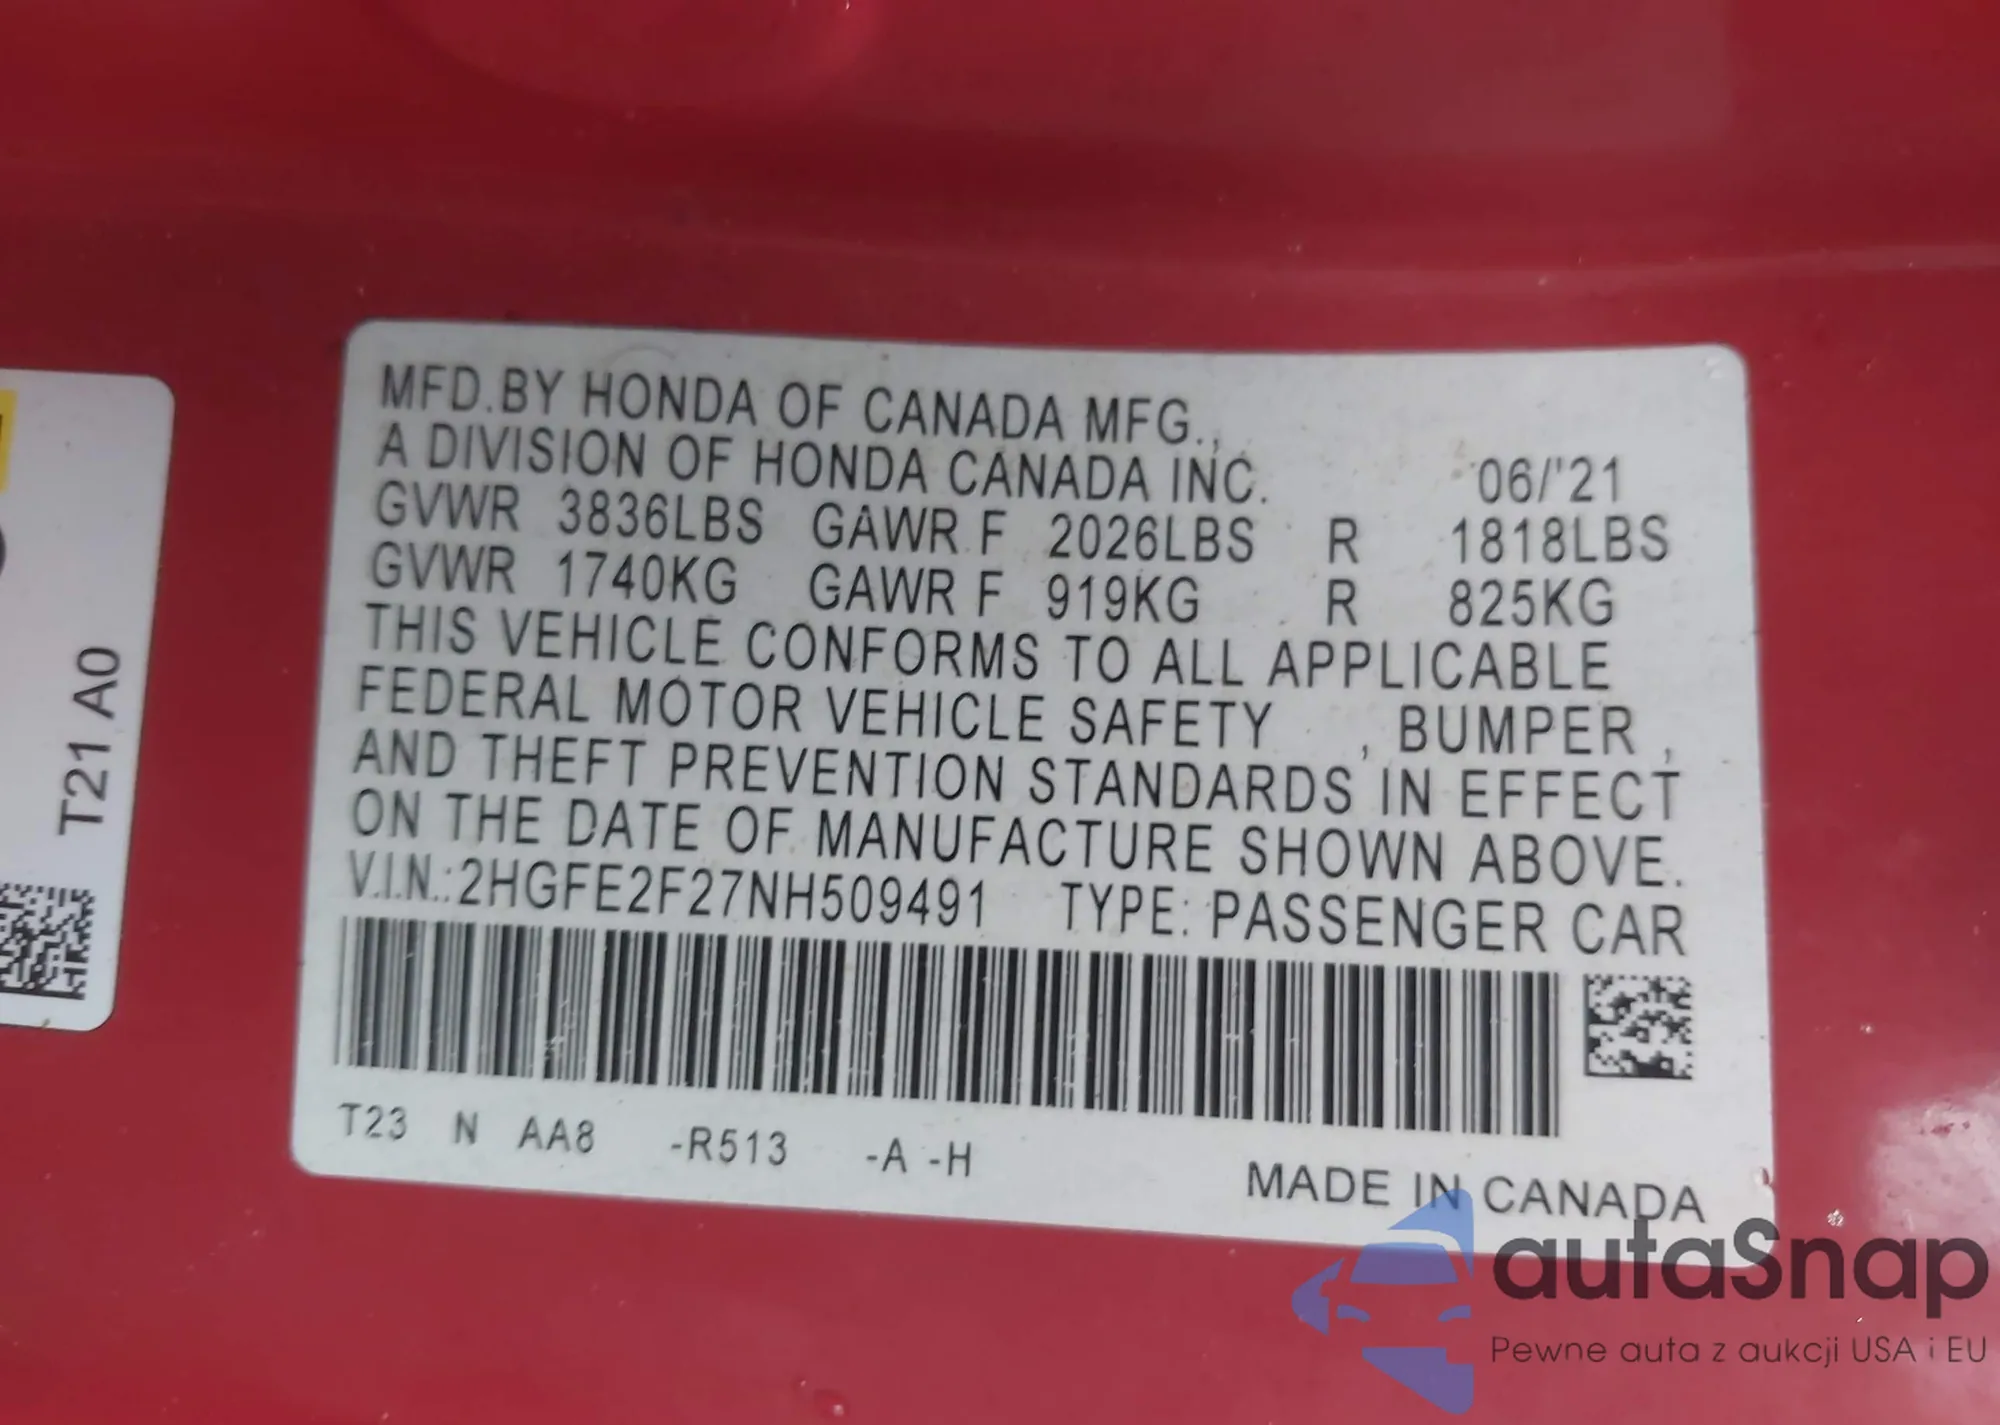 MFD.BY HONDA OF CANADA MFG.,
A DIVISION OF HONDA CANADA INC. 06/'21
GVWR 3836LBS GAWR F 2026LBS R 1818LBS
GVWR 1740KG GAWR F 919KG R 825KG
THIS VEHICLE CONFORMS TO ALL APPLICABLE
FEDERAL MOTOR VEHICLE SAFETY , BUMPER ,
AND THEFT PREVENTION STANDARDS IN EFFECT
ON THE DATE OF MANUFACTURE SHOWN ABOVE.
V.I.N.:2HGFE2F27NH509491 TYPE: PASSENGER CAR
T23 N AA8 -R513 -A -H
MADE IN CANADA
T21 A0
autaSnap
Pewne auta z aukcji USA i EU